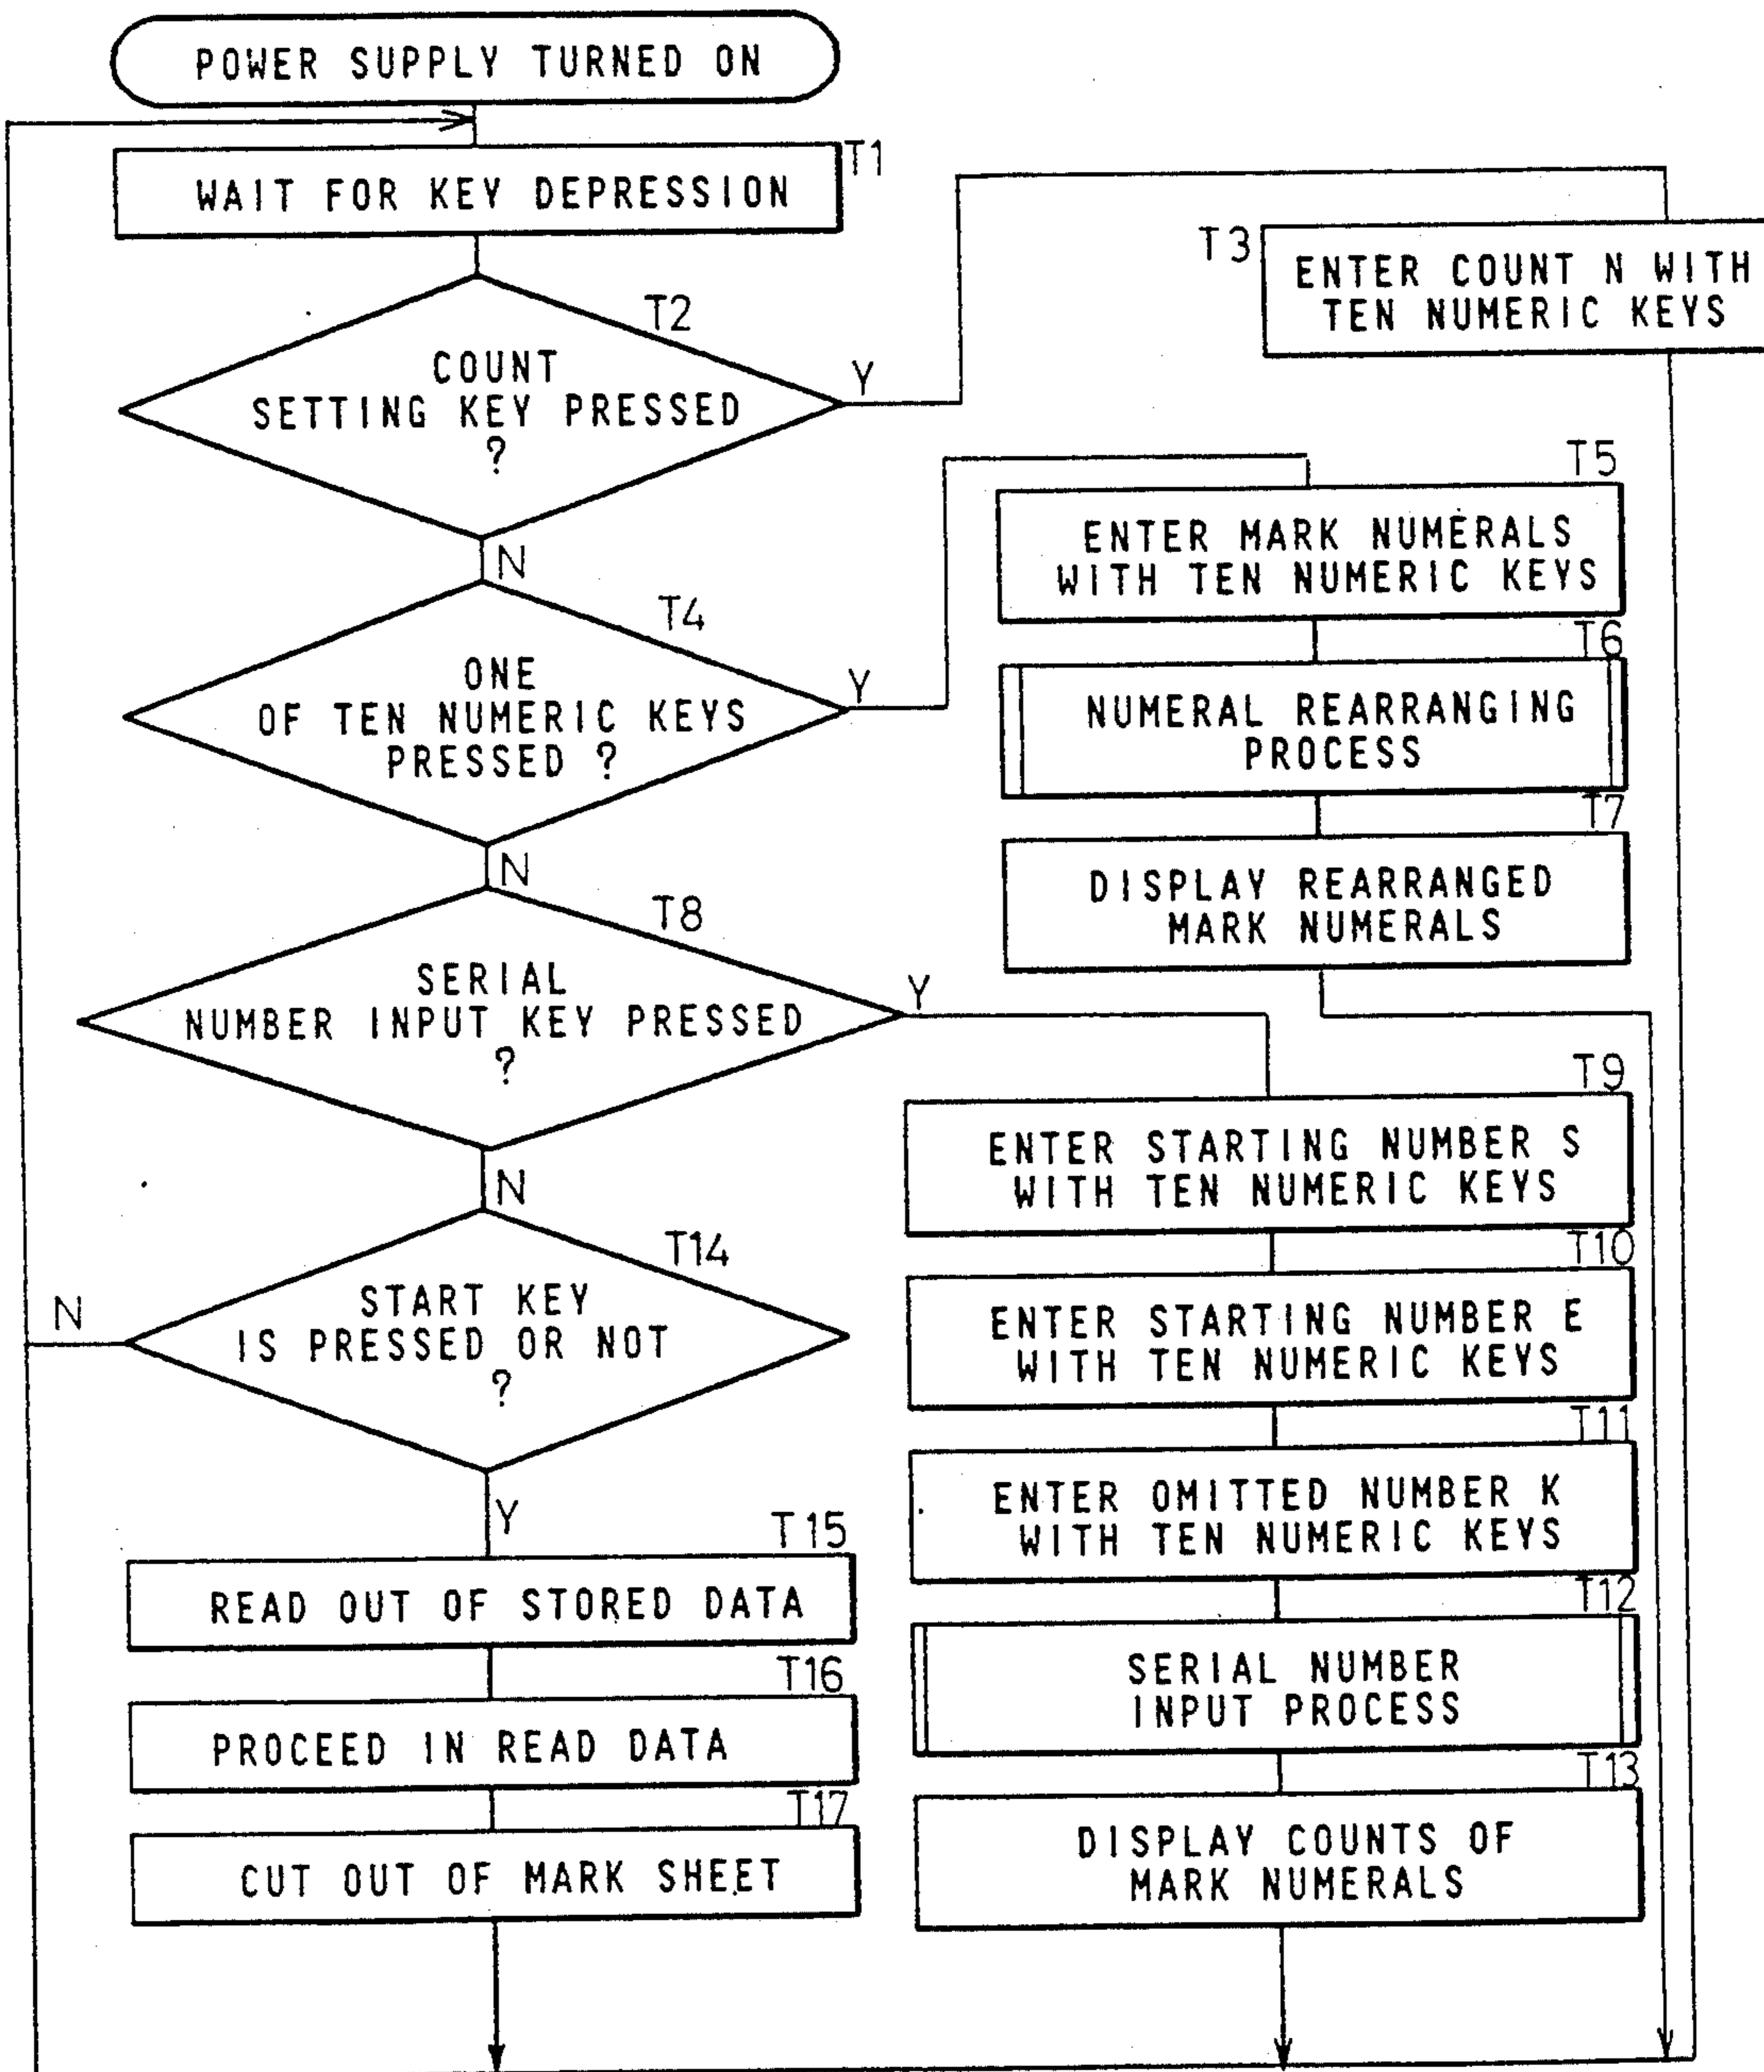 POWER SUPPLY TURNED ON
WAIT FOR KEY DEPRESSION
T1
T2
COUNT
SETTING KEY PRESSED
?
Y
N
T3
ENTER COUNT N WITH
TEN NUMERIC KEYS
T4
ONE
OF TEN NUMERIC KEYS
PRESSED ?
Y
N
T5
ENTER MARK NUMERALS
WITH TEN NUMERIC KEYS
T6
NUMERAL REARRANGING
PROCESS
T7
DISPLAY REARRANGED
MARK NUMERALS
T8
SERIAL
NUMBER INPUT KEY PRESSED
?
Y
N
T9
ENTER STARTING NUMBER S
WITH TEN NUMERIC KEYS
T10
ENTER STARTING NUMBER E
WITH TEN NUMERIC KEYS
T11
ENTER OMITTED NUMBER K
WITH TEN NUMERIC KEYS
T12
SERIAL NUMBER
INPUT PROCESS
T13
DISPLAY COUNTS OF
MARK NUMERALS
T14
START KEY
IS PRESSED OR NOT
?
N
Y
T15
READ OUT OF STORED DATA
T16
PROCEED IN READ DATA
T17
CUT OUT OF MARK SHEET